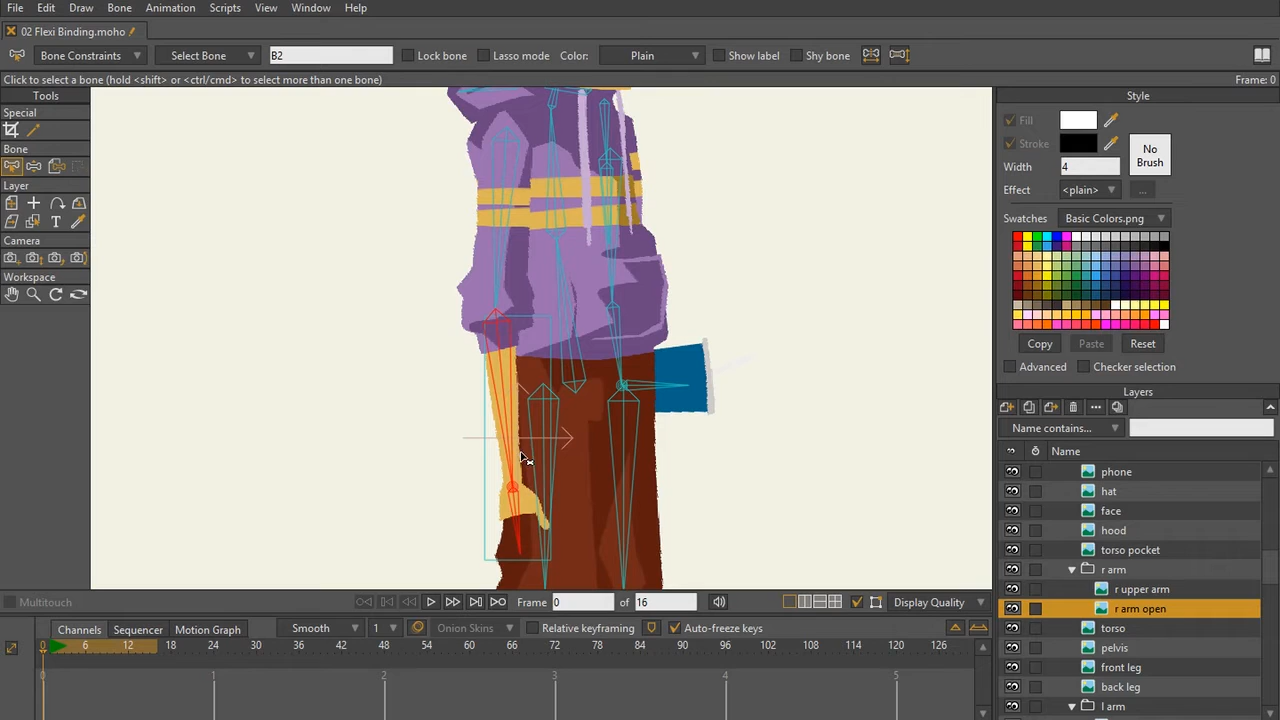 File Edit Draw Bone Animation Scripts View Window Help
02 Flexi Binding.moho
Bone Constraints Select Bone B2 Lock bone Lasso mode Color: Plain Show label Shy bone
Click to select a bone (hold <shift> or <ctrl/cmd> to select more than one bone) Frame: 0
Tools
Special
Bone
Layer
Camera
Workspace
Style
Fill
Stroke
No Brush
Width 4
Effect <plain> ...
Swatches Basic Colors.png
Copy Paste Reset
Advanced Checker selection
Layers
Name contains...
Name
phone
hat
face
hood
torso pocket
r arm
r upper arm
r arm open
torso
pelvis
front leg
back leg
l arm
Multitouch Frame 0 of 16 Display Quality
Channels Sequencer Motion Graph Smooth 1 Onion Skins Relative keyframing Auto-freeze keys
0 6 12 18 24 30 36 42 48 54 60 66 72 78 84 90 96 102 108 114 120 126
0 1 2 3 4 5